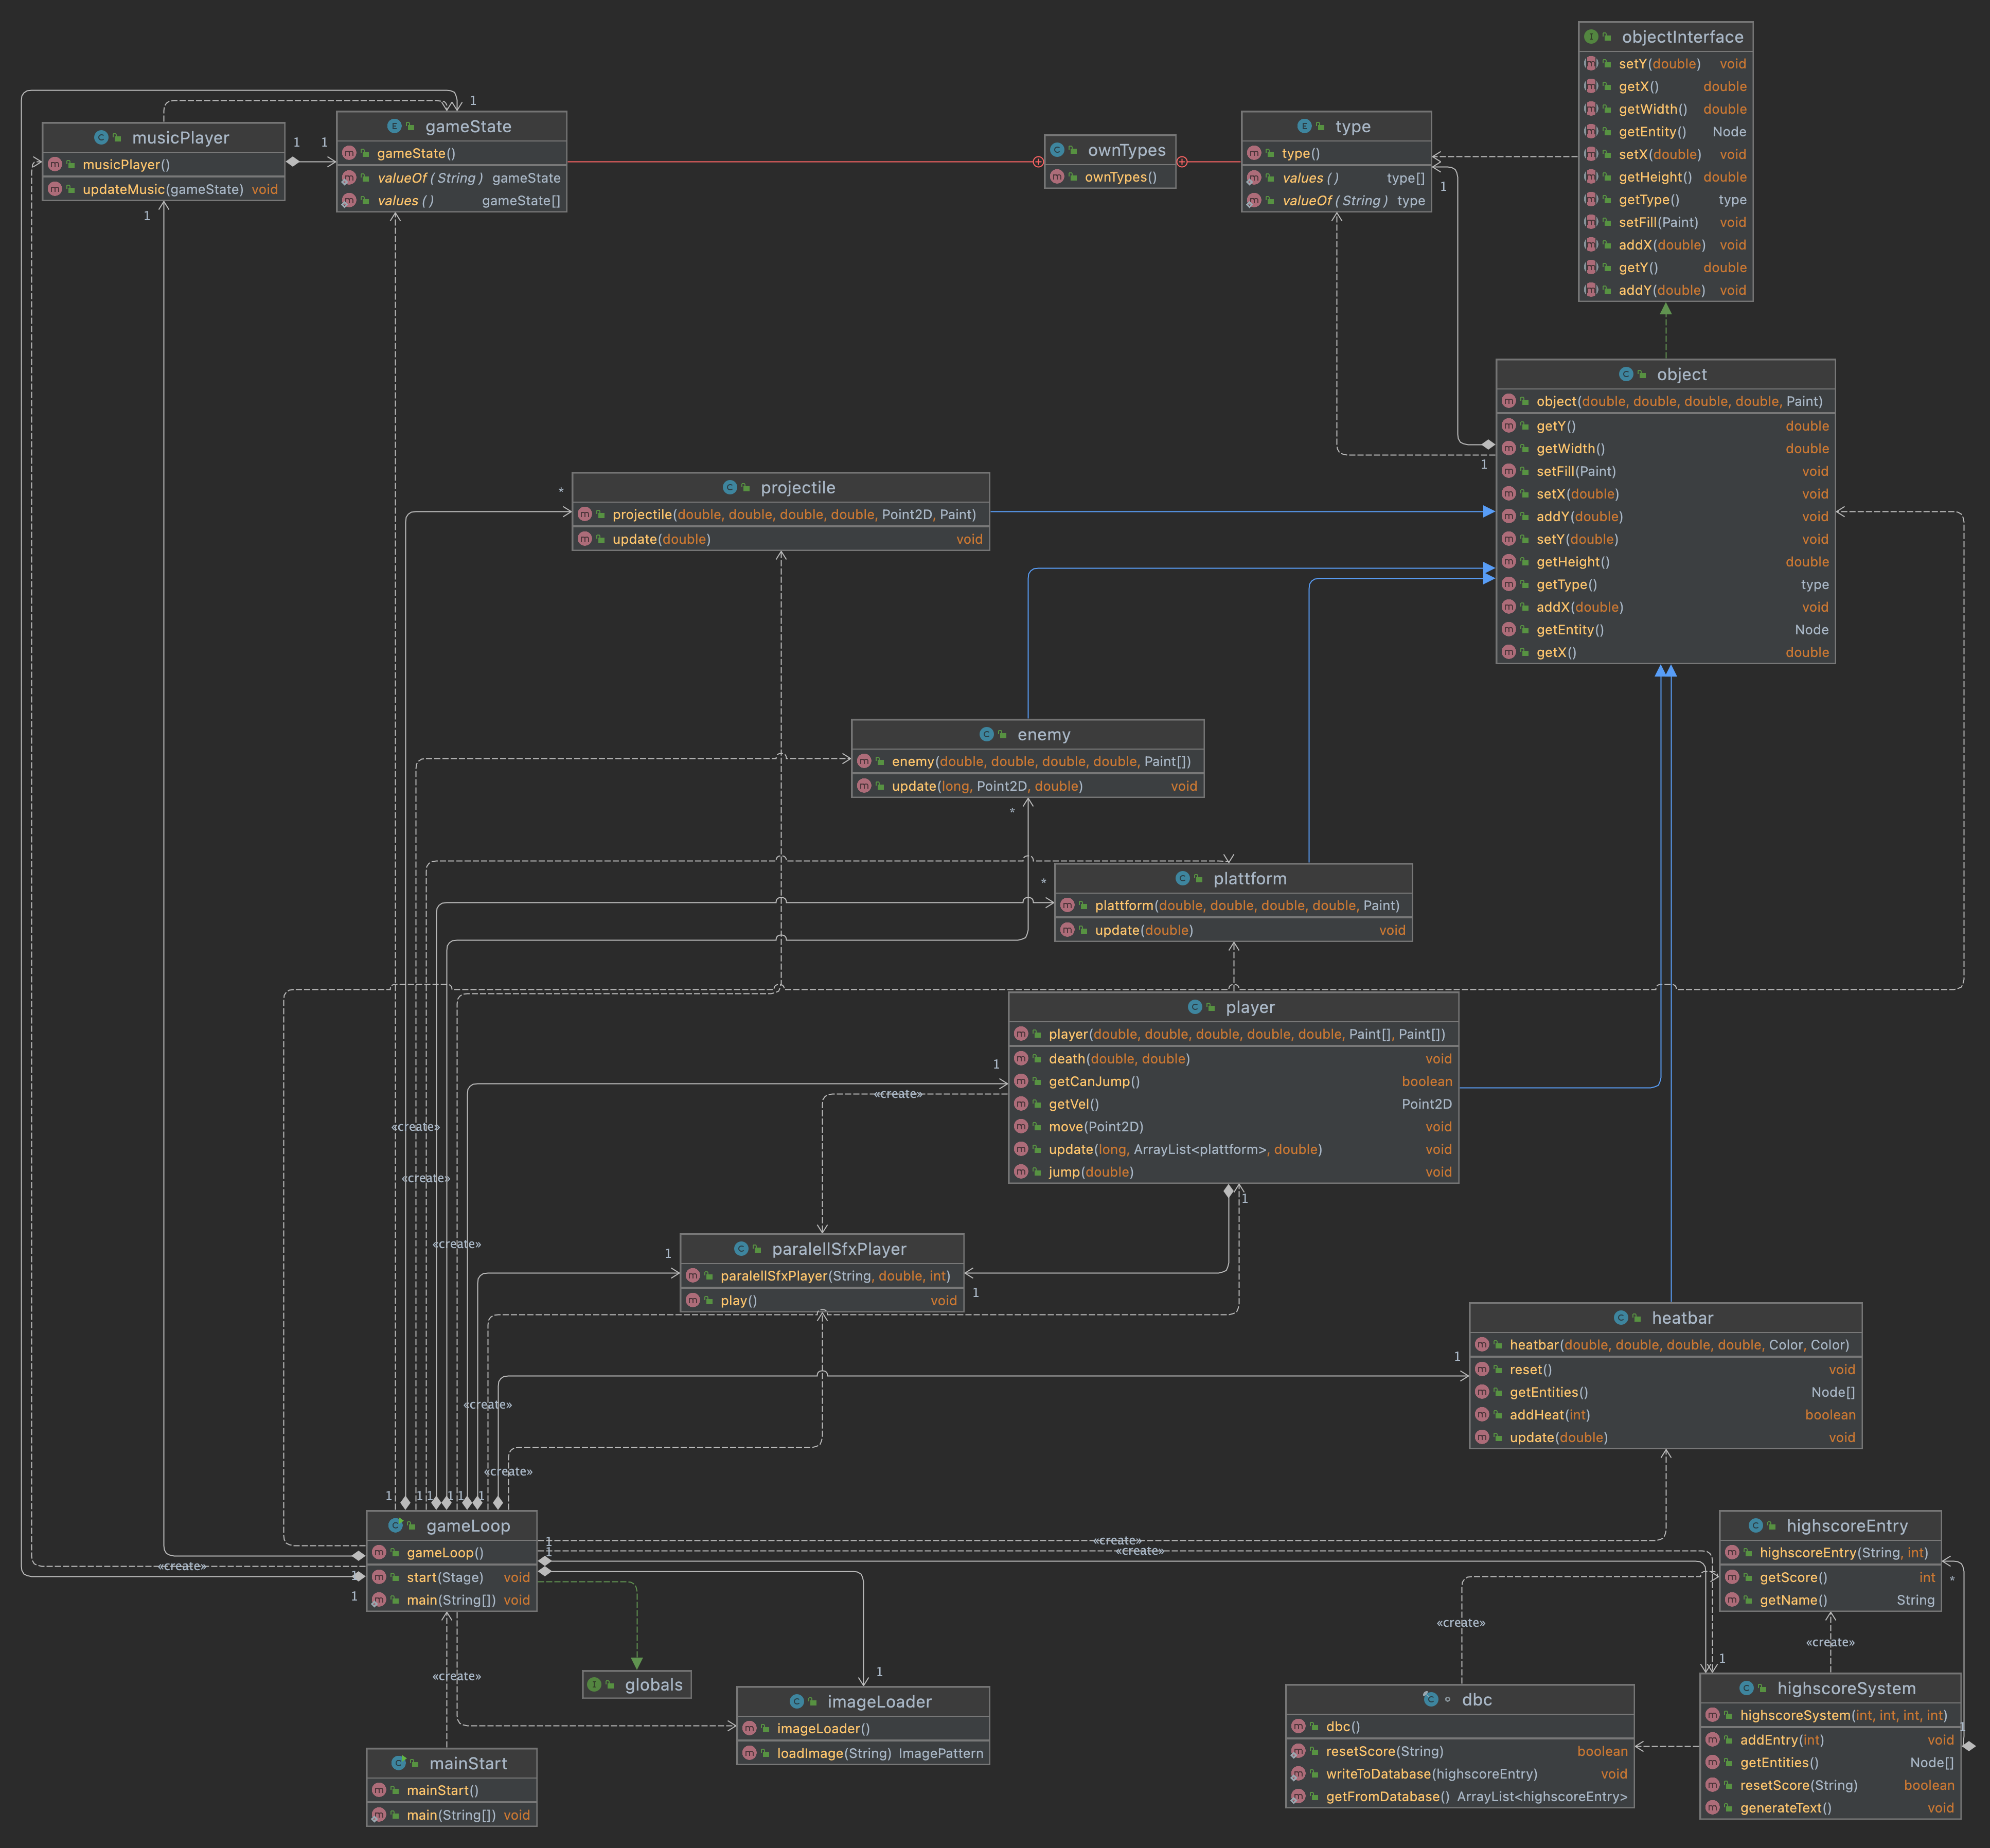 objectInterface
setY(double) void
getX() double
getWidth() double
getEntity() Node
setX(double) void
getHeight() double
getType() type
setFill(Paint) void
addX(double) void
getY() double
addY(double) void
1
musicPlayer
musicPlayer()
updateMusic(gameState) void
1 1
1
gameState
gameState()
valueOf(String) gameState
values() gameState[]
ownTypes
ownTypes()
type
type()
values() type[]
valueOf(String) type
1
object
object(double, double, double, double, Paint)
getY() double
getWidth() double
setFill(Paint) void
setX(double) void
addY(double) void
setY(double) void
getHeight() double
getType() type
addX(double) void
getEntity() Node
getX() double
1
*
projectile
projectile(double, double, double, double, Point2D, Paint)
update(double) void
enemy
enemy(double, double, double, double, Paint[])
update(long, Point2D, double) void
*
*
plattform
plattform(double, double, double, double, Paint)
update(double) void
player
player(double, double, double, double, double, Paint[], Paint[])
death(double, double) void
getCanJump() boolean
getVel() Point2D
move(Point2D) void
update(long, ArrayList<plattform>, double) void
jump(double) void
1
«create»
«create»
«create»
1
«create»
1
paralellSfxPlayer
paralellSfxPlayer(String, double, int)
play() void
1
heatbar
heatbar(double, double, double, double, Color, Color)
reset() void
getEntities() Node[]
addHeat(int) boolean
update(double) void
1
«create»
«create»
1 1 1 1 1 1
gameLoop
gameLoop()
start(Stage) void
main(String[]) void
1
1
1
1
«create»
«create»
«create»
highscoreEntry
highscoreEntry(String, int)
getScore() int
getName() String
*
«create»
«create»
«create»
globals
1
imageLoader
imageLoader()
loadImage(String) ImagePattern
mainStart
mainStart()
main(String[]) void
dbc
dbc()
resetScore(String) boolean
writeToDatabase(highscoreEntry) void
getFromDatabase() ArrayList<highscoreEntry>
1
highscoreSystem
highscoreSystem(int, int, int, int)
addEntry(int) void
getEntities() Node[]
resetScore(String) boolean
generateText() void
1